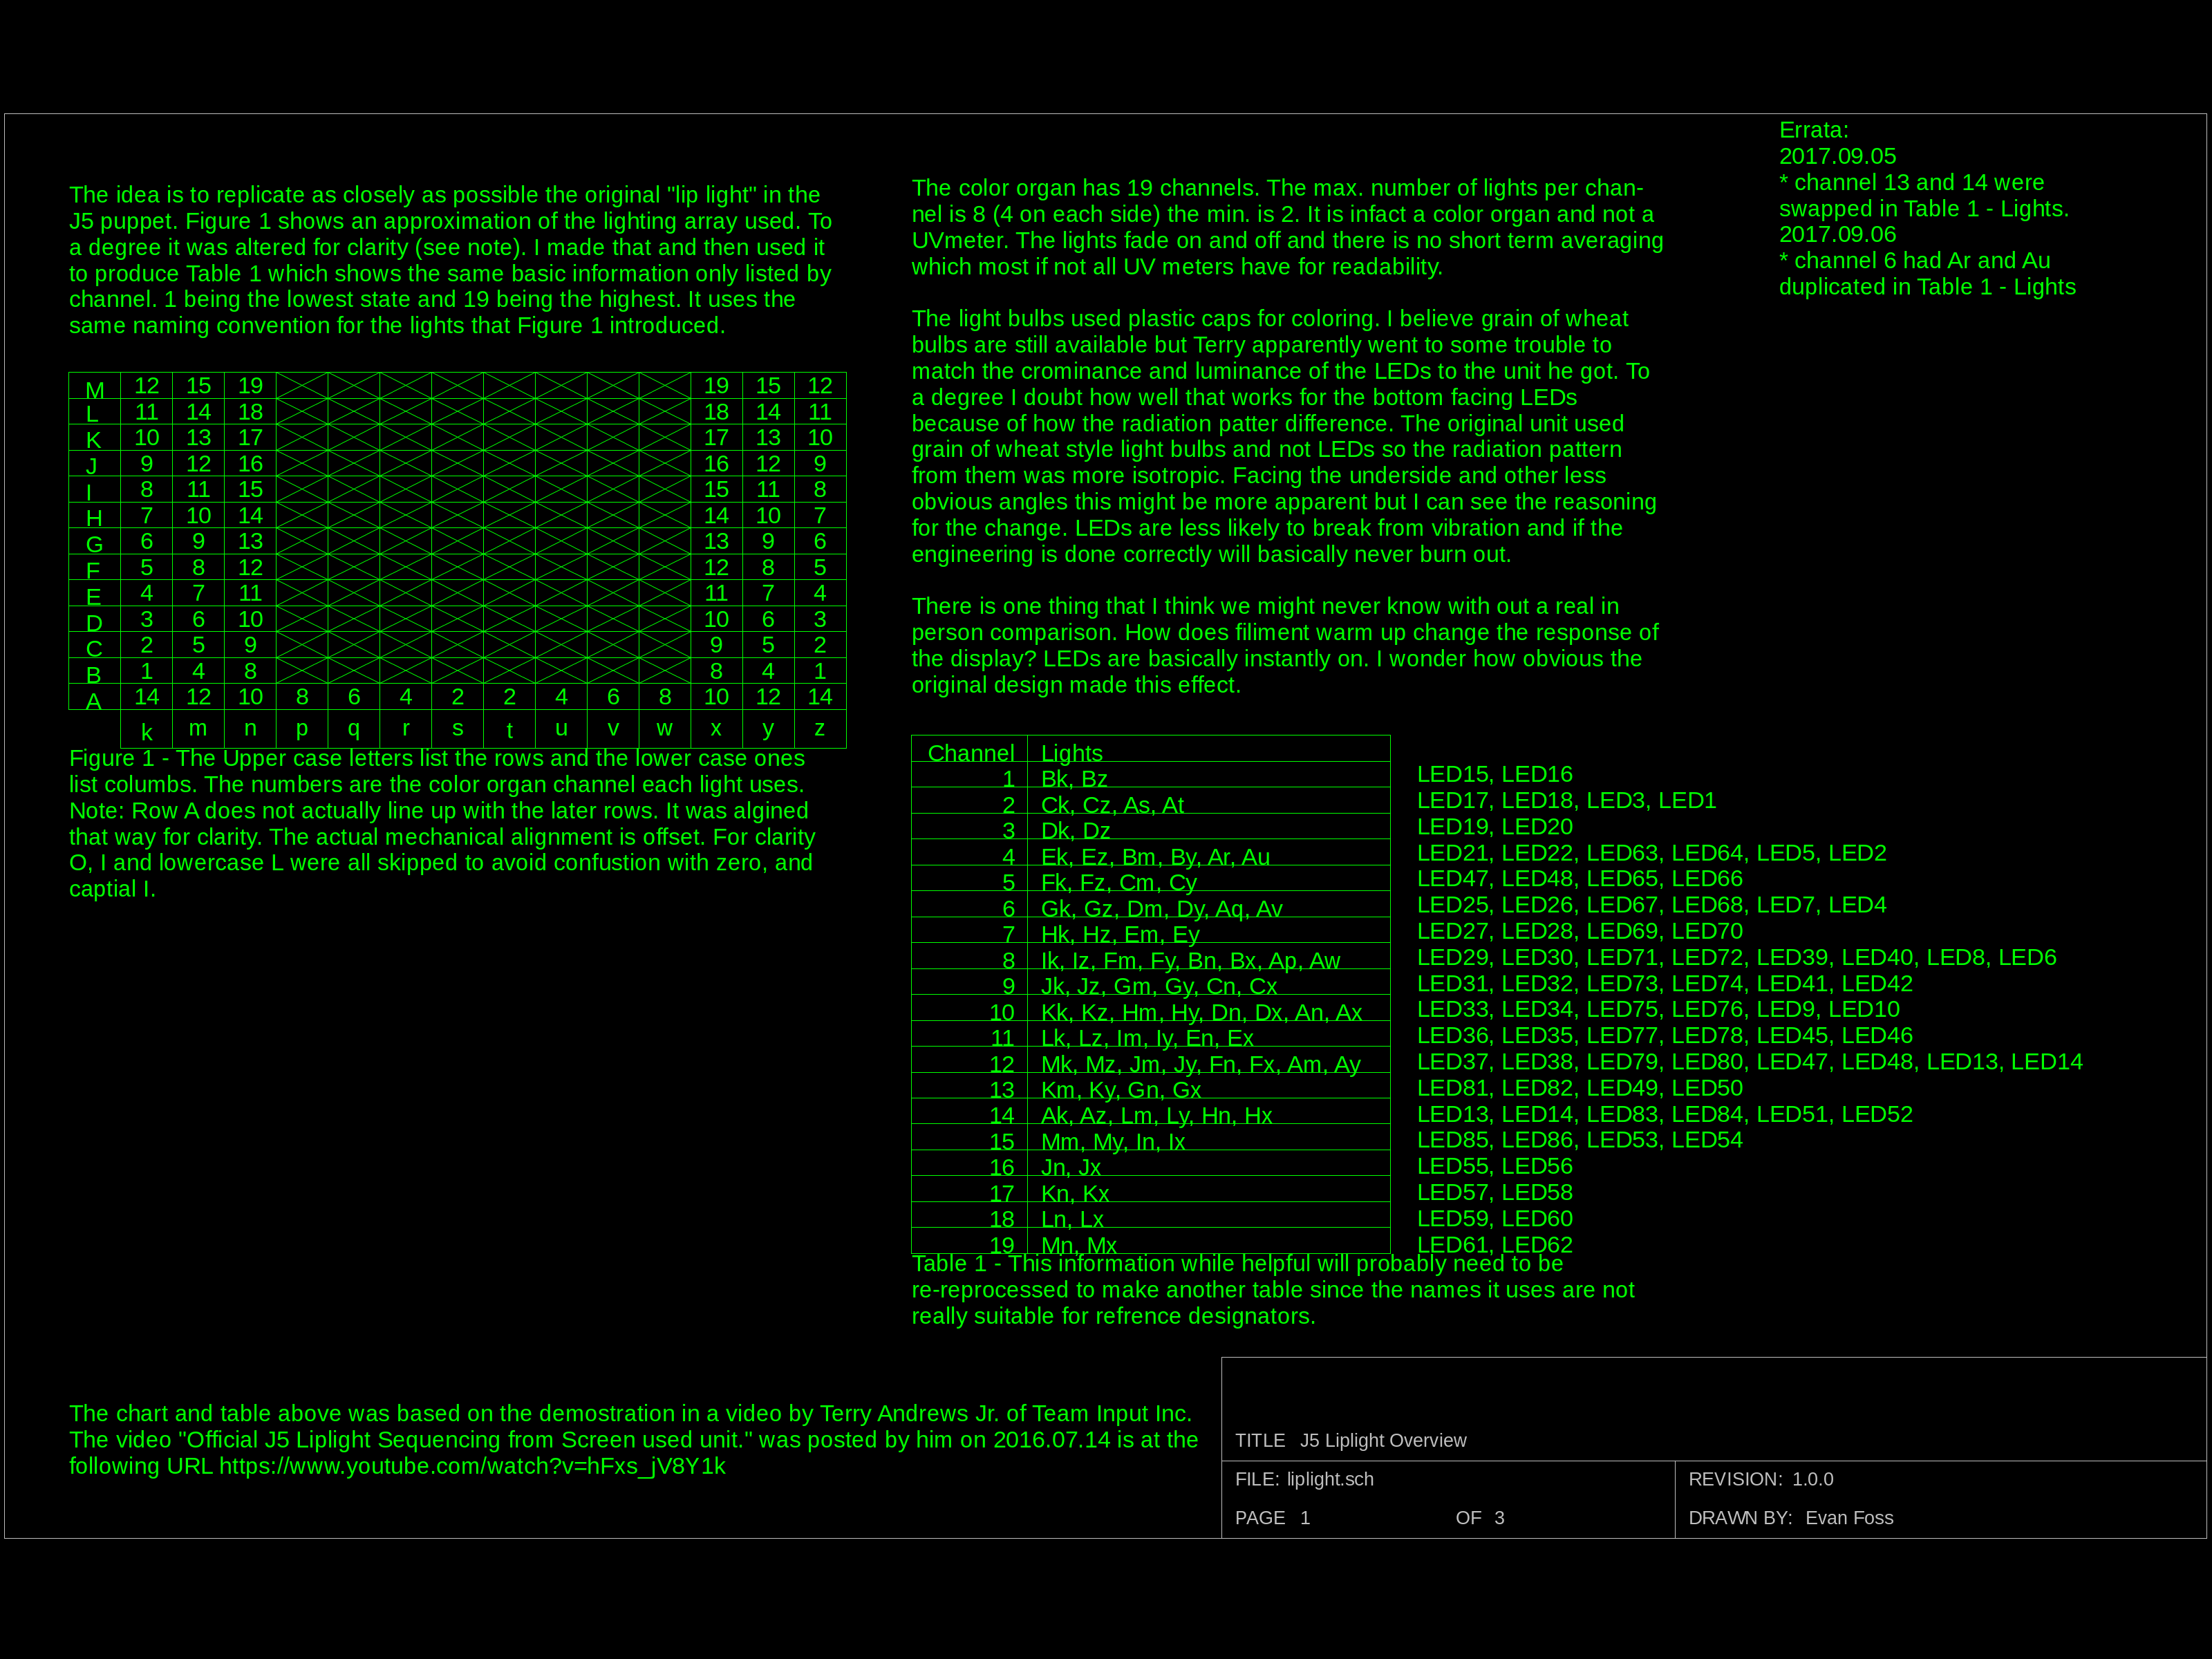 The idea is to replicate as closely as possible the original "lip light" in the
J5 puppet. Figure 1 shows an approximation of the lighting array used. To
a degree it was altered for clarity (see note). I made that and then used it
to produce Table 1 which shows the same basic information only listed by
channel. 1 being the lowest state and 19 being the highest. It uses the
same naming convention for the lights that Figure 1 introduced.
M 12 15 19 19 15 12
L 11 14 18 18 14 11
K 10 13 17 17 13 10
J 9 12 16 16 12 9
I 8 11 15 15 11 8
H 7 10 14 14 10 7
G 6 9 13 13 9 6
F 5 8 12 12 8 5
E 4 7 11 11 7 4
D 3 6 10 10 6 3
C 2 5 9 9 5 2
B 1 4 8 8 4 1
A 14 12 10 8 6 4 2 2 4 6 8 10 12 14
k m n p q r s t u v w x y z
Figure 1 - The Upper case letters list the rows and the lower case ones
list columbs. The numbers are the color organ channel each light uses.
Note: Row A does not actually line up with the later rows. It was algined
that way for clarity. The actual mechanical alignment is offset. For clarity
O, I and lowercase L were all skipped to avoid confustion with zero, and
captial I.
The color organ has 19 channels. The max. number of lights per chan-
nel is 8 (4 on each side) the min. is 2. It is infact a color organ and not a
UVmeter. The lights fade on and off and there is no short term averaging
which most if not all UV meters have for readability.
The light bulbs used plastic caps for coloring. I believe grain of wheat
bulbs are still available but Terry apparently went to some trouble to
match the crominance and luminance of the LEDs to the unit he got. To
a degree I doubt how well that works for the bottom facing LEDs
because of how the radiation patter difference. The original unit used
grain of wheat style light bulbs and not LEDs so the radiation pattern
from them was more isotropic. Facing the underside and other less
obvious angles this might be more apparent but I can see the reasoning
for the change. LEDs are less likely to break from vibration and if the
engineering is done correctly will basically never burn out.
There is one thing that I think we might never know with out a real in
person comparison. How does filiment warm up change the response of
the display? LEDs are basically instantly on. I wonder how obvious the
original design made this effect.
Channel Lights
1 Bk, Bz LED15, LED16
2 Ck, Cz, As, At LED17, LED18, LED3, LED1
3 Dk, Dz LED19, LED20
4 Ek, Ez, Bm, By, Ar, Au LED21, LED22, LED63, LED64, LED5, LED2
5 Fk, Fz, Cm, Cy LED47, LED48, LED65, LED66
6 Gk, Gz, Dm, Dy, Aq, Av LED25, LED26, LED67, LED68, LED7, LED4
7 Hk, Hz, Em, Ey LED27, LED28, LED69, LED70
8 Ik, Iz, Fm, Fy, Bn, Bx, Ap, Aw LED29, LED30, LED71, LED72, LED39, LED40, LED8, LED6
9 Jk, Jz, Gm, Gy, Cn, Cx LED31, LED32, LED73, LED74, LED41, LED42
10 Kk, Kz, Hm, Hy, Dn, Dx, An, Ax LED33, LED34, LED75, LED76, LED9, LED10
11 Lk, Lz, Im, Iy, En, Ex LED36, LED35, LED77, LED78, LED45, LED46
12 Mk, Mz, Jm, Jy, Fn, Fx, Am, Ay LED37, LED38, LED79, LED80, LED47, LED48, LED13, LED14
13 Km, Ky, Gn, Gx LED81, LED82, LED49, LED50
14 Ak, Az, Lm, Ly, Hn, Hx LED13, LED14, LED83, LED84, LED51, LED52
15 Mm, My, In, Ix LED85, LED86, LED53, LED54
16 Jn, Jx LED55, LED56
17 Kn, Kx LED57, LED58
18 Ln, Lx LED59, LED60
19 Mn, Mx LED61, LED62
Table 1 - This information while helpful will probably need to be
re-reprocessed to make another table since the names it uses are not
really suitable for refrence designators.
Errata:
2017.09.05
* channel 13 and 14 were
swapped in Table 1 - Lights.
2017.09.06
* channel 6 had Ar and Au
duplicated in Table 1 - Lights
The chart and table above was based on the demostration in a video by Terry Andrews Jr. of Team Input Inc.
The video "Official J5 Liplight Sequencing from Screen used unit." was posted by him on 2016.07.14 is at the
following URL https://www.youtube.com/watch?v=hFxs_jV8Y1k
TITLE J5 Liplight Overview
FILE: liplight.sch REVISION: 1.0.0
PAGE 1 OF 3 DRAWN BY: Evan Foss